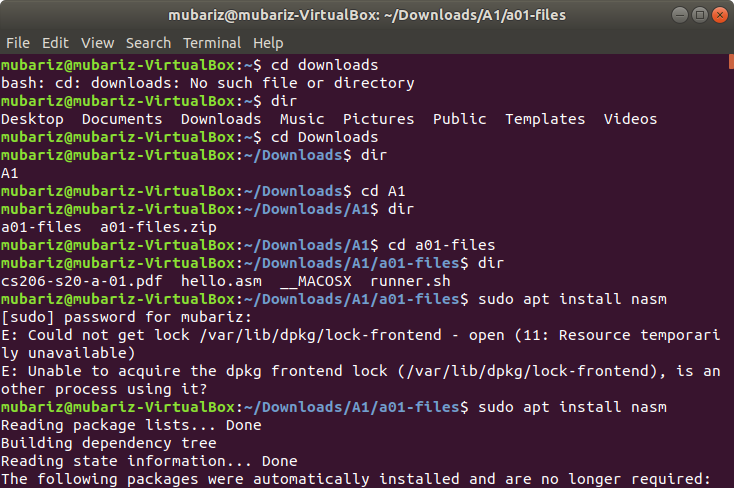 mubariz@mubariz-VirtualBox: ~/Downloads/A1/a01-files
File Edit View Search Terminal Help
mubariz@mubariz-VirtualBox:~$ cd downloads
bash: cd: downloads: No such file or directory
mubariz@mubariz-VirtualBox:~$ dir
Desktop  Documents  Downloads  Music  Pictures  Public  Templates  Videos
mubariz@mubariz-VirtualBox:~$ cd Downloads
mubariz@mubariz-VirtualBox:~/Downloads$ dir
A1
mubariz@mubariz-VirtualBox:~/Downloads$ cd A1
mubariz@mubariz-VirtualBox:~/Downloads/A1$ dir
a01-files  a01-files.zip
mubariz@mubariz-VirtualBox:~/Downloads/A1$ cd a01-files
mubariz@mubariz-VirtualBox:~/Downloads/A1/a01-files$ dir
cs206-s20-a-01.pdf  hello.asm  __MACOSX  runner.sh
mubariz@mubariz-VirtualBox:~/Downloads/A1/a01-files$ sudo apt install nasm
[sudo] password for mubariz:
E: Could not get lock /var/lib/dpkg/lock-frontend - open (11: Resource temporari
ly unavailable)
E: Unable to acquire the dpkg frontend lock (/var/lib/dpkg/lock-frontend), is an
other process using it?
mubariz@mubariz-VirtualBox:~/Downloads/A1/a01-files$ sudo apt install nasm
Reading package lists... Done
Building dependency tree
Reading state information... Done
The following packages were automatically installed and are no longer required: